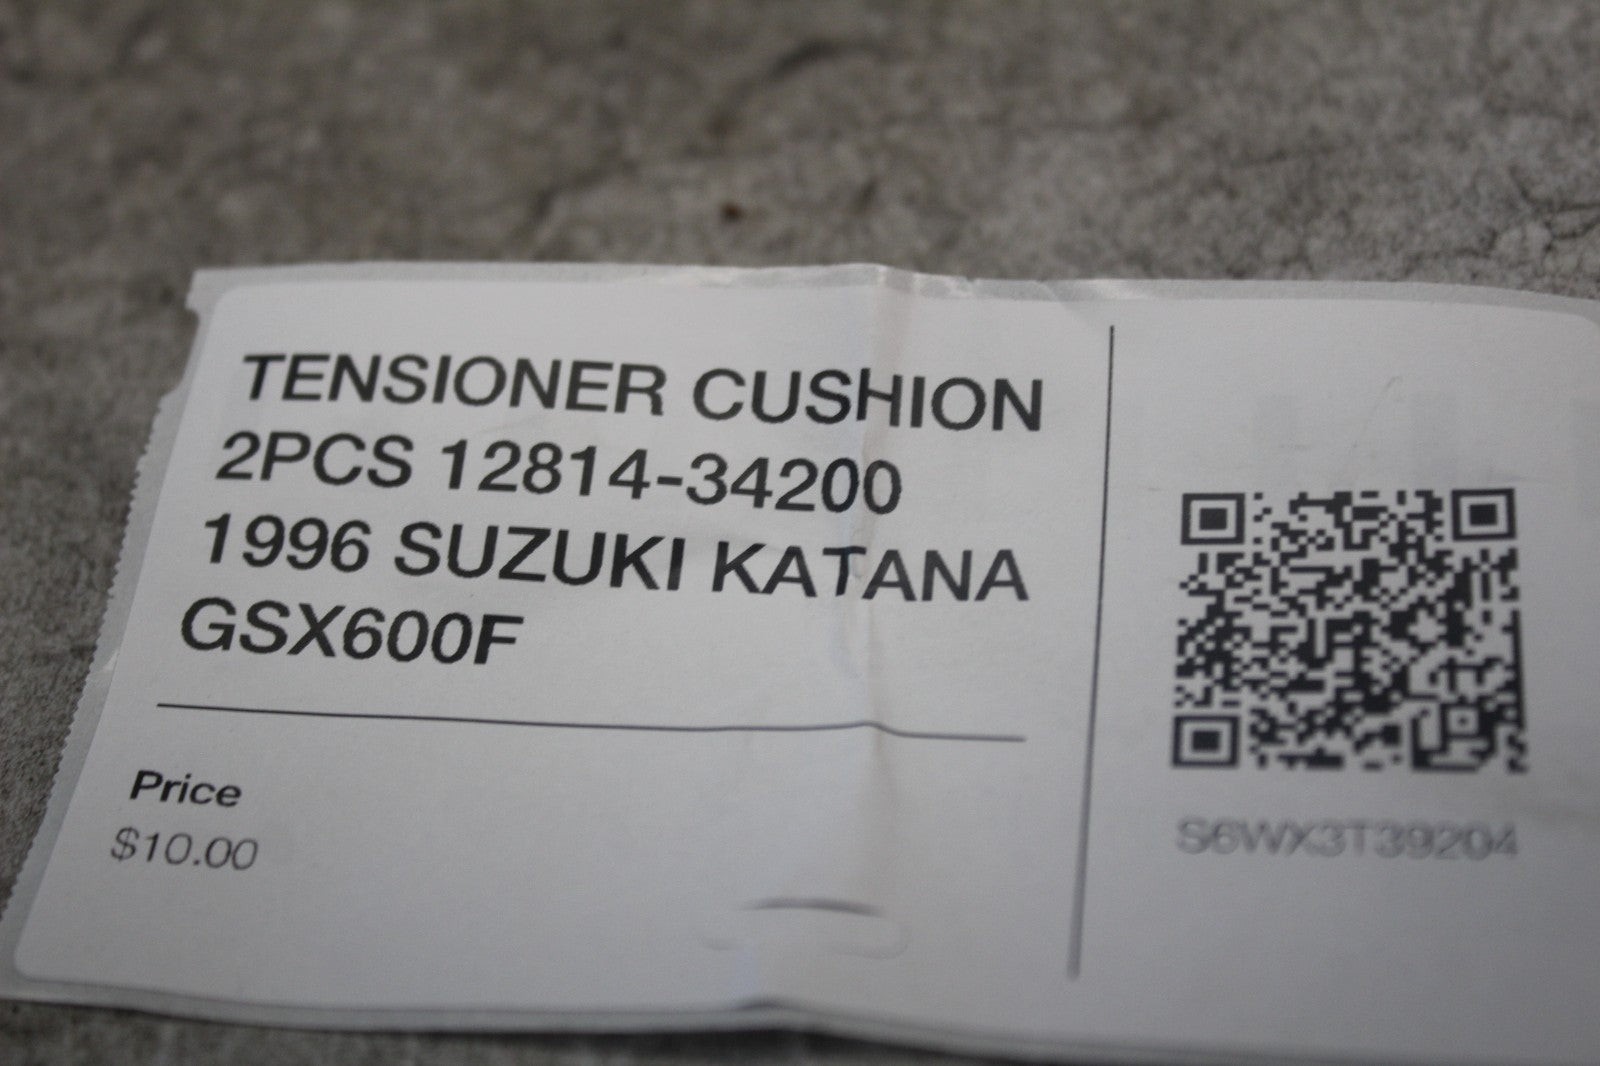 TENSIONER CUSHION
2PCS 12814-34200
1996 SUZUKI KATANA
GSX600F
Price
$10.00
S6WX3T39204